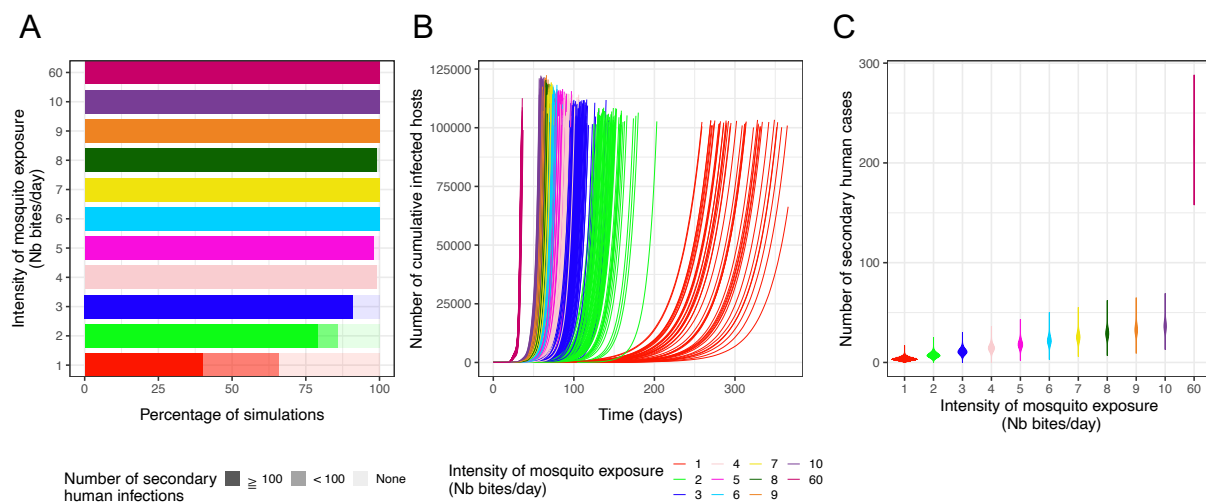 A
Intensity of mosquito exposure
(Nb bites/day)
60
10
9
8
7
6
5
4
3
2
1
0
25
50
75
100
Percentage of simulations
Number of secondary
human infections
≧ 100
< 100
None
B
Number of cumulative infected hosts
125000
100000
75000
50000
25000
0
0
100
200
300
Time (days)
Intensity of mosquito exposure
(Nb bites/day)
1 4 7 10
2 5 8 60
3 6 9
C
Number of secondary human cases
300
200
100
0
1 2 3 4 5 6 7 8 9 10 60
Intensity of mosquito exposure
(Nb bites/day)